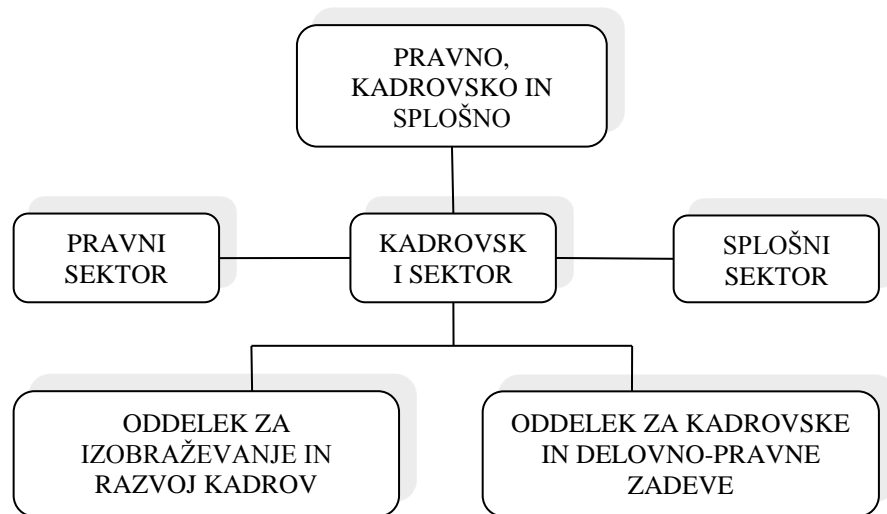 PRAVNO,
KADROVSKO IN
SPLOŠNO
PRAVNI
SEKTOR
KADROVSK
I SEKTOR
SPLOŠNI
SEKTOR
ODDELEK ZA
IZOBRAŽEVANJE IN
RAZVOJ KADROV
ODDELEK ZA KADROVSKE
IN DELOVNO-PRAVNE
ZADEVE